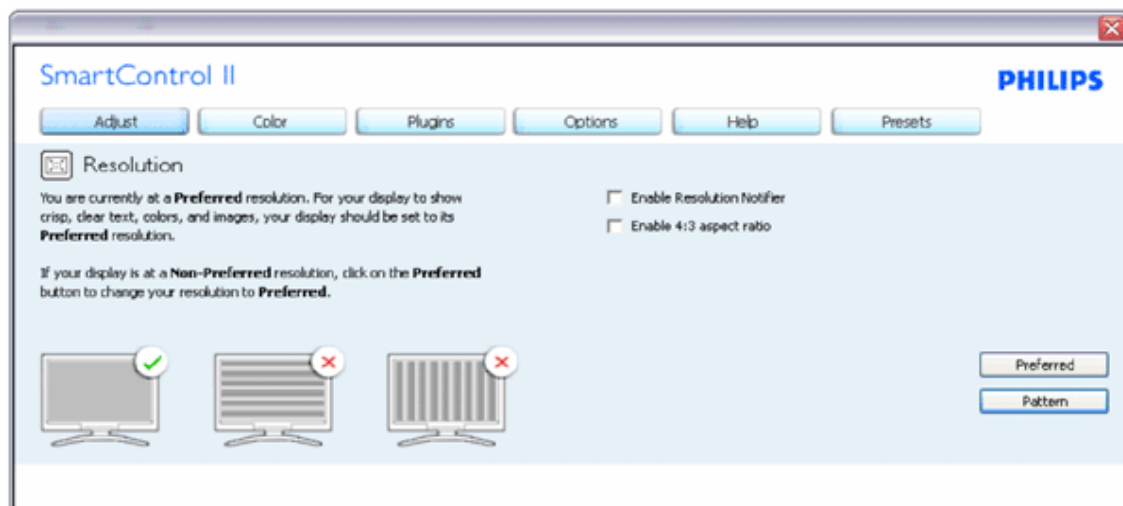 SmartControl II
PHILIPS
Adjust Color Plugins Options Help Presets
Resolution
You are currently at a Preferred resolution. For your display to show
crisp, clear text, colors, and images, your display should be set to its
Preferred resolution.
If your display is at a Non-Preferred resolution, click on the Preferred
button to change your resolution to Preferred.
Enable Resolution Notifier
Enable 4:3 aspect ratio
Preferred
Pattern